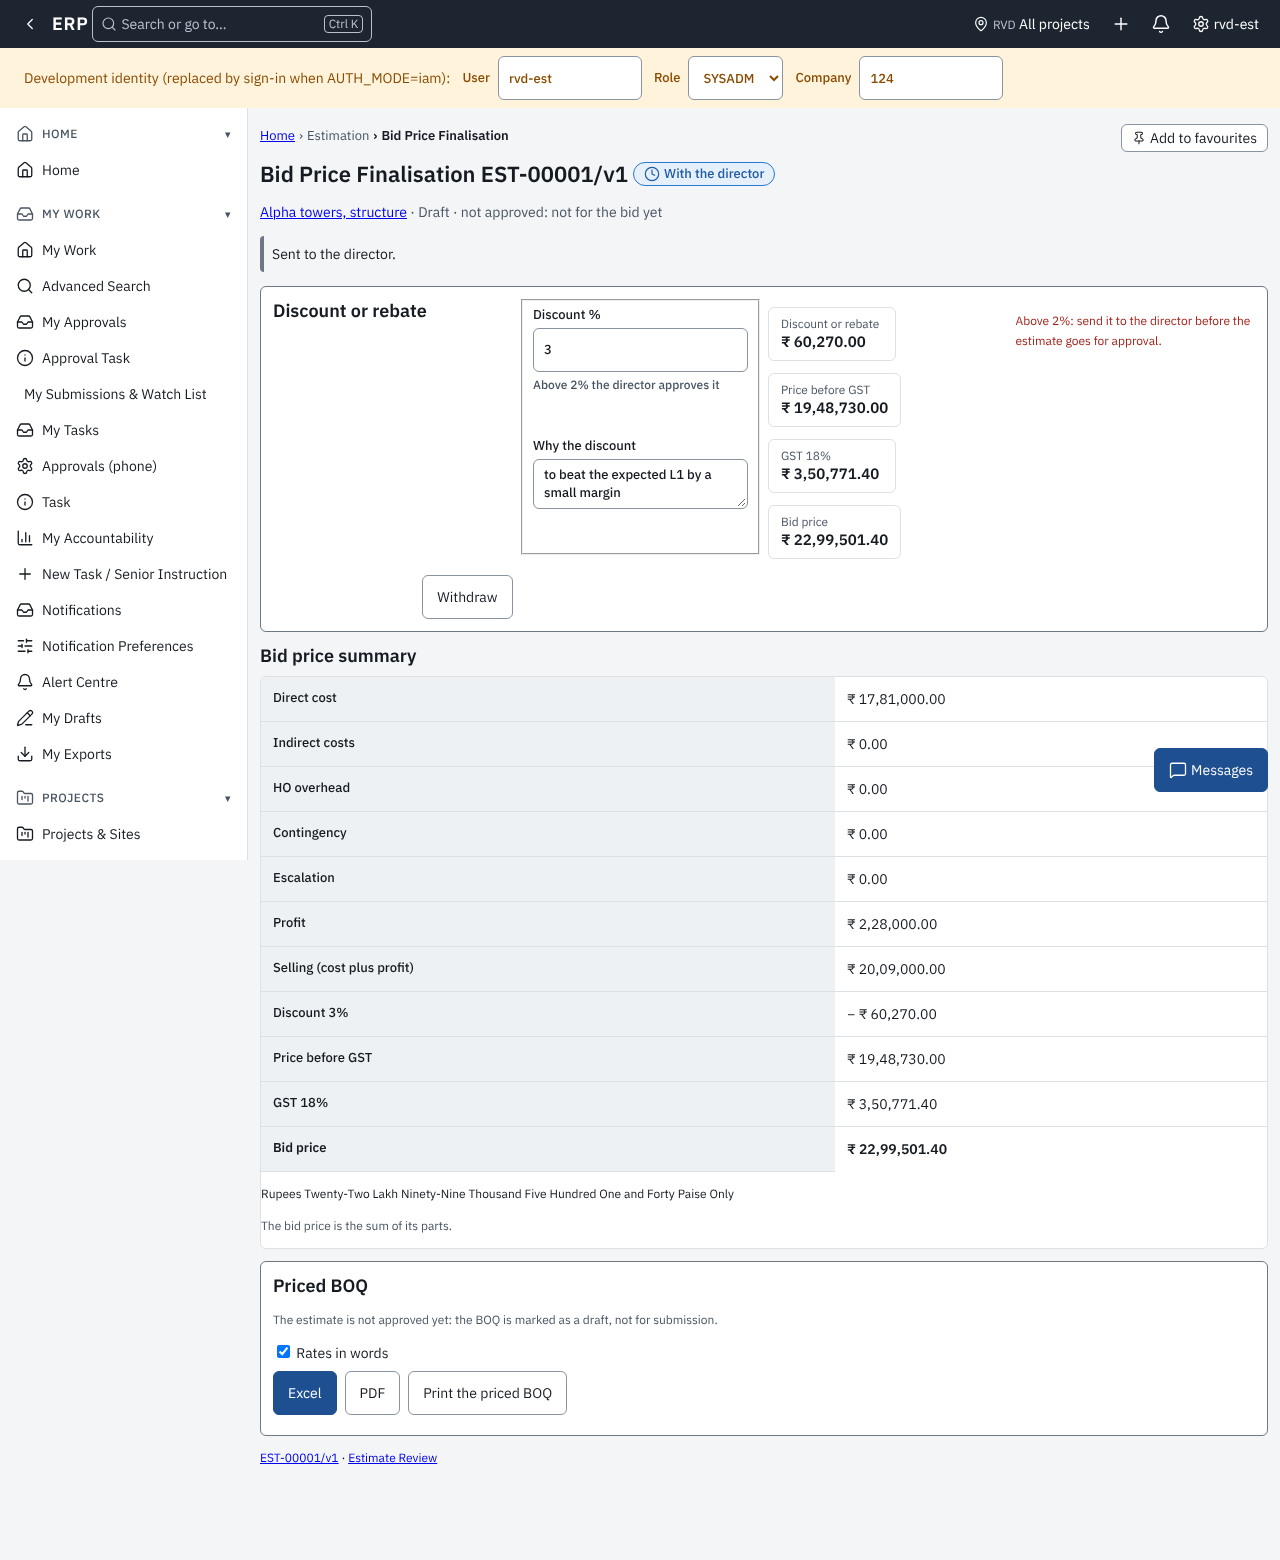 ERP
Search or go to...
Ctrl K
RVD All projects
rvd-est
Development identity (replaced by sign-in when AUTH_MODE=iam):
User
rvd-est
Role
SYSADM
Company
124
HOME
Home
MY WORK
My Work
Advanced Search
My Approvals
Approval Task
My Submissions & Watch List
My Tasks
Approvals (phone)
Task
My Accountability
New Task / Senior Instruction
Notifications
Notification Preferences
Alert Centre
My Drafts
My Exports
PROJECTS
Projects & Sites
Home › Estimation › Bid Price Finalisation
Add to favourites
Bid Price Finalisation EST-00001/v1
With the director
Alpha towers, structure · Draft · not approved: not for the bid yet
Sent to the director.
Discount or rebate
Discount %
3
Above 2% the director approves it
Why the discount
to beat the expected L1 by a
small margin
Discount or rebate
₹ 60,270.00
Price before GST
₹ 19,48,730.00
GST 18%
₹ 3,50,771.40
Bid price
₹ 22,99,501.40
Above 2%: send it to the director before the
estimate goes for approval.
Withdraw
Bid price summary
Direct cost ₹ 17,81,000.00
Indirect costs ₹ 0.00
HO overhead ₹ 0.00
Contingency ₹ 0.00
Escalation ₹ 0.00
Profit ₹ 2,28,000.00
Selling (cost plus profit) ₹ 20,09,000.00
Discount 3% − ₹ 60,270.00
Price before GST ₹ 19,48,730.00
GST 18% ₹ 3,50,771.40
Bid price ₹ 22,99,501.40
Rupees Twenty-Two Lakh Ninety-Nine Thousand Five Hundred One and Forty Paise Only
The bid price is the sum of its parts.
Messages
Priced BOQ
The estimate is not approved yet: the BOQ is marked as a draft, not for submission.
Rates in words
Excel
PDF
Print the priced BOQ
EST-00001/v1 · Estimate Review